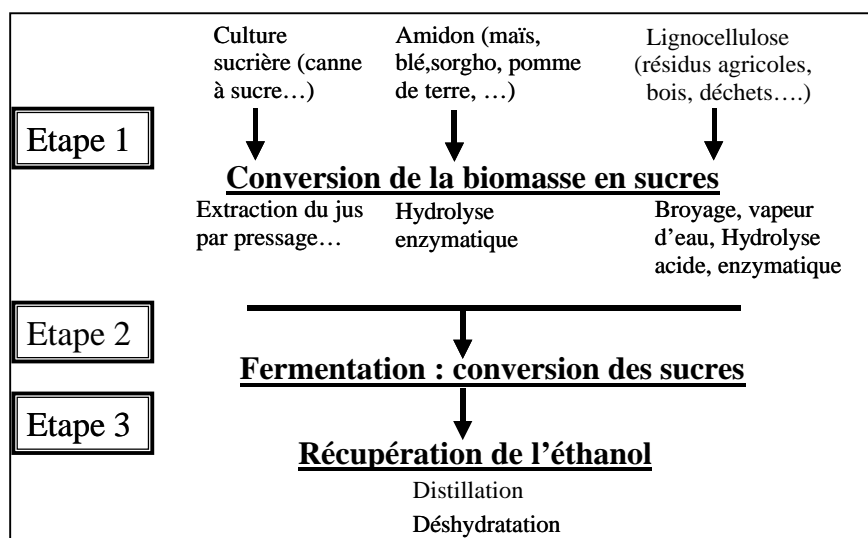 Culture
sucrière (canne
à sucre…)
Amidon (maïs,
blé,sorgho, pomme
de terre, …)
Lignocellulose
(résidus agricoles,
bois, déchets….)
Etape 1
Conversion de la biomasse en sucres
Extraction du jus
par pressage…
Hydrolyse
enzymatique
Broyage, vapeur
d’eau, Hydrolyse
acide, enzymatique
Etape 2
Fermentation : conversion des sucres
Etape 3
Récupération de l’éthanol
Distillation
Déshydratation